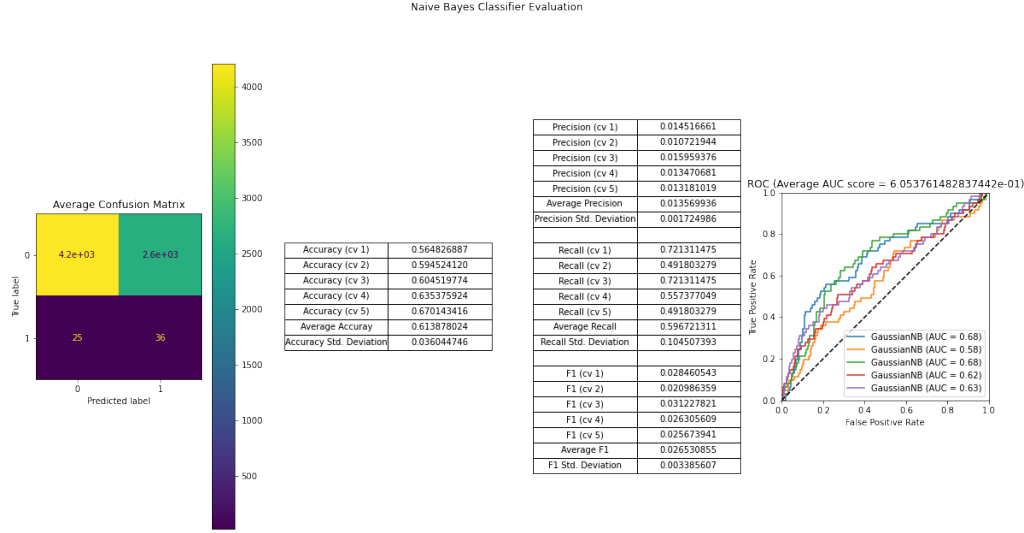 Naive Bayes Classifier Evaluation
Average Confusion Matrix
True label
0
1
4.2e+03
2.6e+03
25
36
0
1
Predicted label
4000
3500
3000
2500
2000
1500
1000
500
Accuracy (cv 1) 0.564826887
Accuracy (cv 2) 0.594524120
Accuracy (cv 3) 0.604519774
Accuracy (cv 4) 0.635375924
Accuracy (cv 5) 0.670143416
Average Accuray 0.613878024
Accuracy Std. Deviation 0.036044746
Precision (cv 1) 0.014516661
Precision (cv 2) 0.010721944
Precision (cv 3) 0.015959376
Precision (cv 4) 0.013470681
Precision (cv 5) 0.013181019
Average Precision 0.013569936
Precision Std. Deviation 0.001724986
Recall (cv 1) 0.721311475
Recall (cv 2) 0.491803279
Recall (cv 3) 0.721311475
Recall (cv 4) 0.557377049
Recall (cv 5) 0.491803279
Average Recall 0.596721311
Recall Std. Deviation 0.104507393
F1 (cv 1) 0.028460543
F1 (cv 2) 0.020986359
F1 (cv 3) 0.031227821
F1 (cv 4) 0.026305609
F1 (cv 5) 0.025673941
Average F1 0.026530855
F1 Std. Deviation 0.003385607
ROC (Average AUC score = 6.053761482837442e-01)
True Positive Rate
1.0
0.8
0.6
0.4
0.2
0.0
GaussianNB (AUC = 0.68)
GaussianNB (AUC = 0.58)
GaussianNB (AUC = 0.68)
GaussianNB (AUC = 0.62)
GaussianNB (AUC = 0.63)
0.0 0.2 0.4 0.6 0.8 1.0
False Positive Rate